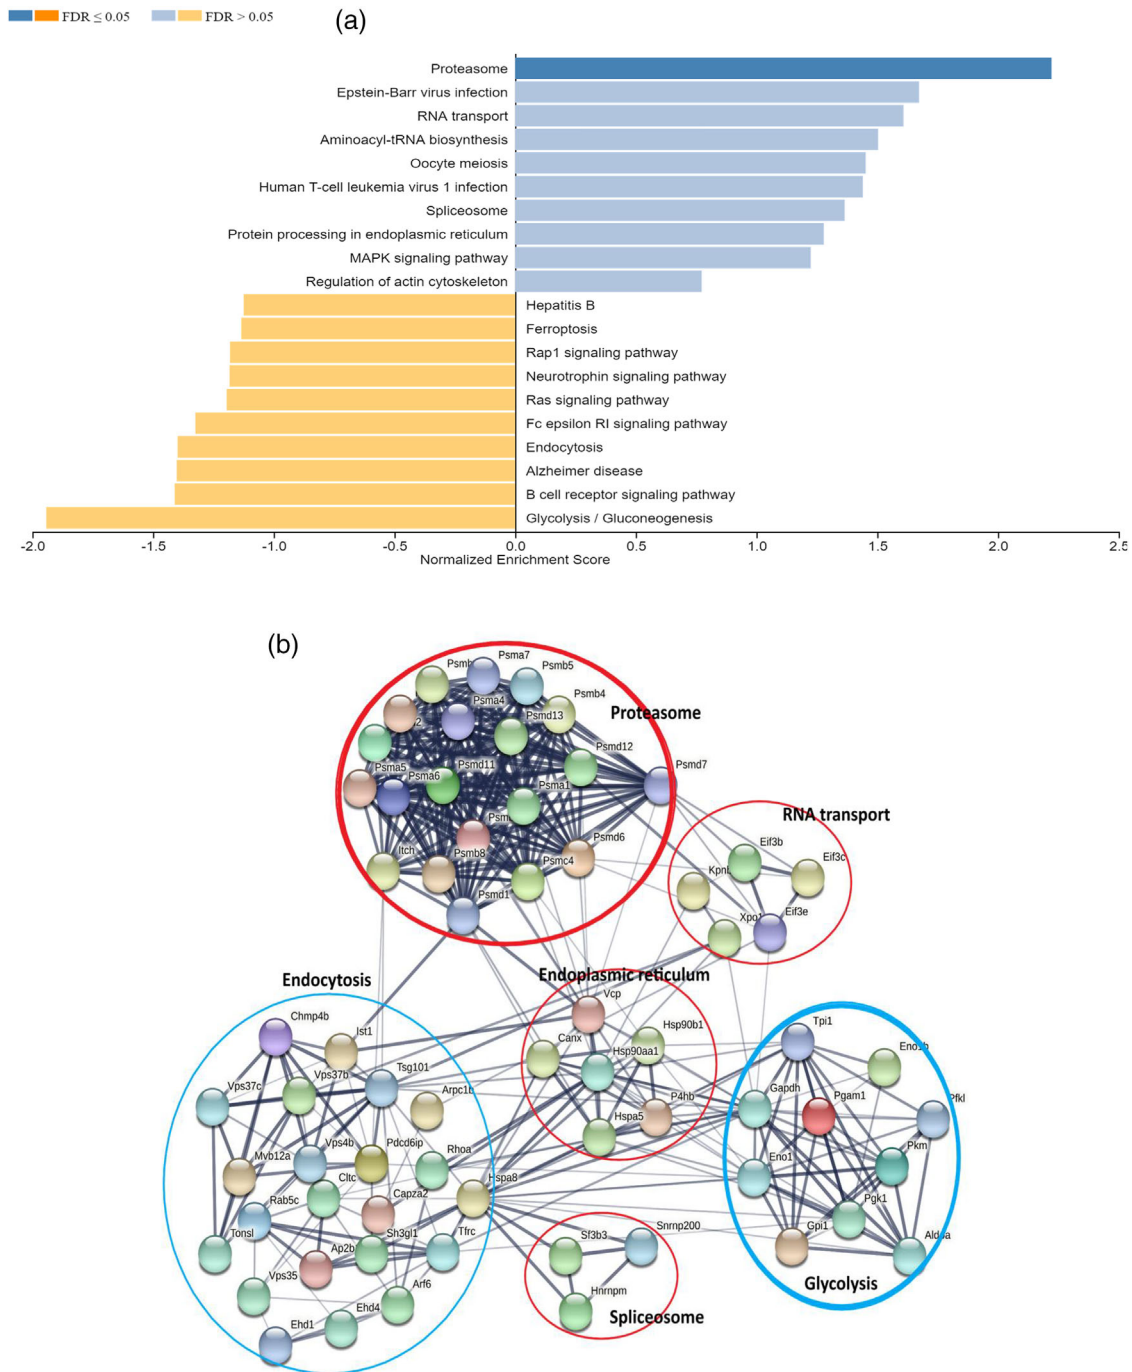 FDR ≤ 0.05 FDR > 0.05
(a)
Proteasome
Epstein-Barr virus infection
RNA transport
Aminoacyl-tRNA biosynthesis
Oocyte meiosis
Human T-cell leukemia virus 1 infection
Spliceosome
Protein processing in endoplasmic reticulum
MAPK signaling pathway
Regulation of actin cytoskeleton
Hepatitis B
Ferroptosis
Rap1 signaling pathway
Neurotrophin signaling pathway
Ras signaling pathway
Fc epsilon RI signaling pathway
Endocytosis
Alzheimer disease
B cell receptor signaling pathway
Glycolysis / Gluconeogenesis
-2.0 -1.5 -1.0 -0.5 0.0 0.5 1.0 1.5 2.0 2.5
Normalized Enrichment Score
(b)
Psma7
Psmb5
Psma4
Psmb4
Psmd13
Proteasome
Psmd12
Psma5
Psma6
Psmd11
Psma1
Psmd7
Itch
Psmb8
Psmc4
Psmd6
Psmd1
RNA transport
Eif3b
Eif3c
Xpo1
Eif3e
Endocytosis
Chmp4b
Ist1
Vps37c
Vps37b
Tsg101
Arpc1b
Mvb12a
Vps4b
Pdcd6ip
Rhoa
Cltc
Hspa8
Rab5c
Capza2
Tonsl
Ap2b
Sh3gl1
Tfrc
Vps35
Arf6
Ehd1
Ehd4
Endoplasmic reticulum
Vcp
Canx
Hsp90b1
Hsp90aa1
Hspa5
P4hb
Tpi1
Eno1b
Gapdh
Pgam1
Pfkl
Eno1
Pkm
Pgk1
Gpi1
Glycolysis
Sf3b3
Snrnp200
Hnrnpm
Spliceosome